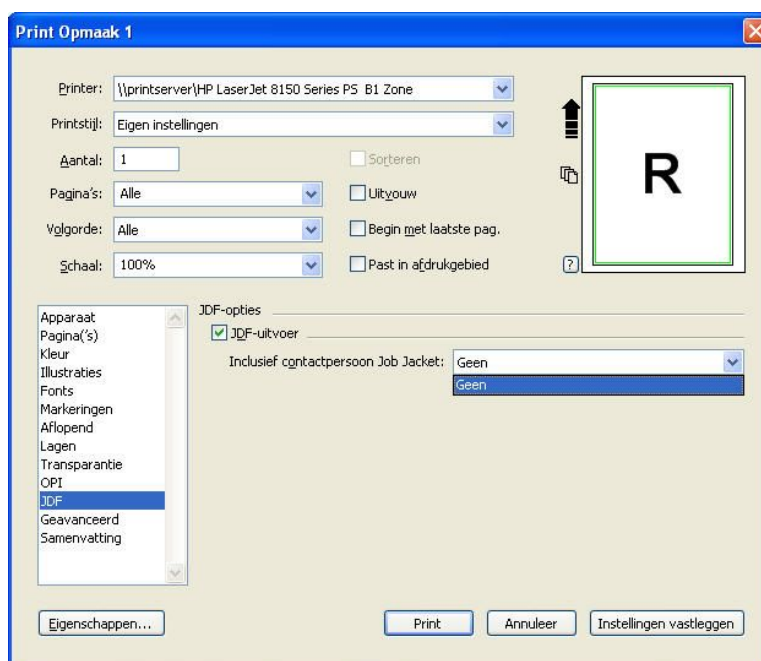 Print Opmaak 1
Printer: \\printserver\HP LaserJet 8150 Series PS B1 Zone
Printstijl: Eigen instellingen
Aantal: 1
Sorteren
Pagina's: Alle
Uitvouw
Volgorde: Alle
Begin met laatste pag.
Schaal: 100%
Past in afdrukgebied
?
R
Apparaat
Pagina('s)
Kleur
Illustraties
Fonts
Markeringen
Aflopend
Lagen
Transparantie
OPI
JDF
Geavanceerd
Samenvatting
JDF-opties
JDF-uitvoer
Inclusief contactpersoon Job Jacket: Geen
Geen
Eigenschappen...
Print
Annuleer
Instellingen vastleggen